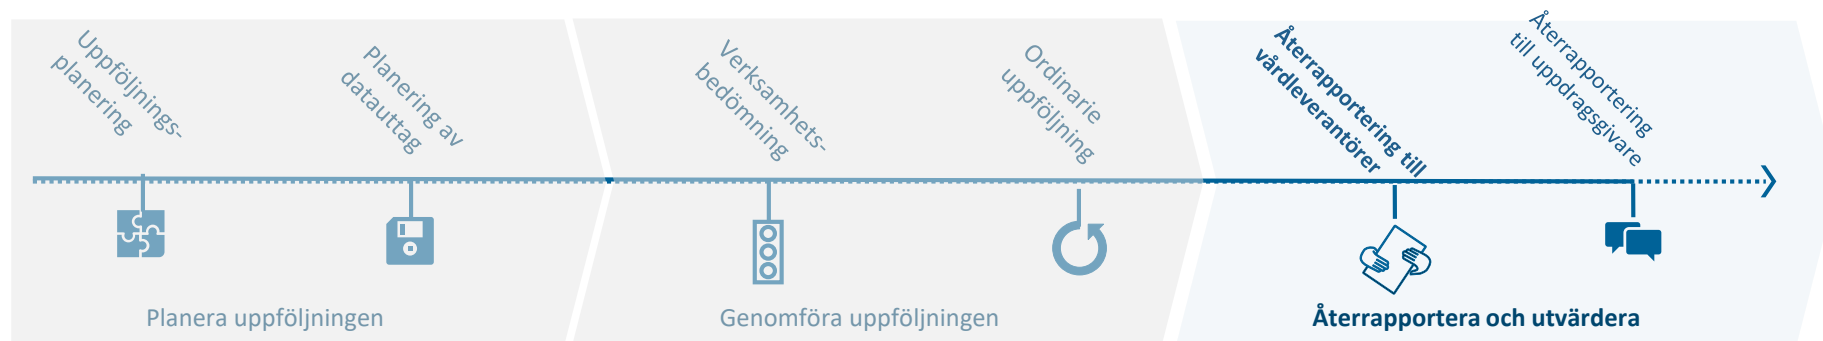 Uppföljnings-
planering
Planering av
datauttag
Verksamhets-
bedömning
Ordinarie
uppföljning
Återrapportering till
vårdleverantörer
Återrapportering
till uppdragsgivare
Planera uppföljningen
Genomföra uppföljningen
Återrapportera och utvärdera